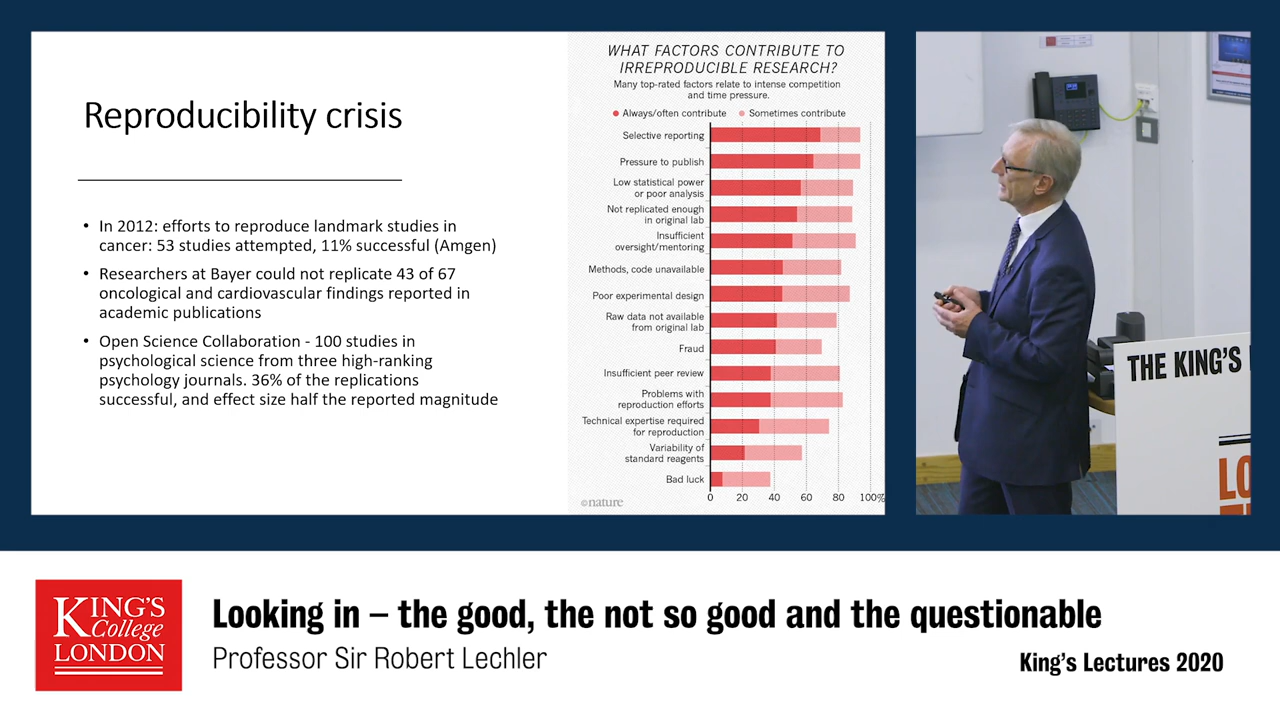 Reproducibility crisis
• In 2012: efforts to reproduce landmark studies in
cancer: 53 studies attempted, 11% successful (Amgen)
• Researchers at Bayer could not replicate 43 of 67
oncological and cardiovascular findings reported in
academic publications
• Open Science Collaboration - 100 studies in
psychological science from three high-ranking
psychology journals. 36% of the replications
successful, and effect size half the reported magnitude
WHAT FACTORS CONTRIBUTE TO
IRREPRODUCIBLE RESEARCH?
Many top-rated factors relate to intense competition
and time pressure.
Always/often contribute Sometimes contribute
Selective reporting
Pressure to publish
Low statistical power
or poor analysis
Not replicated enough
in original lab
Insufficient
oversight/mentoring
Methods, code unavailable
Poor experimental design
Raw data not available
from original lab
Fraud
Insufficient peer review
Problems with
reproduction efforts
Technical expertise required
for reproduction
Variability of
standard reagents
Bad luck
0 20 40 60 80 100%
©nature
THE KING'S
LO
KING'S
College
LONDON
Looking in – the good, the not so good and the questionable
Professor Sir Robert Lechler
King's Lectures 2020